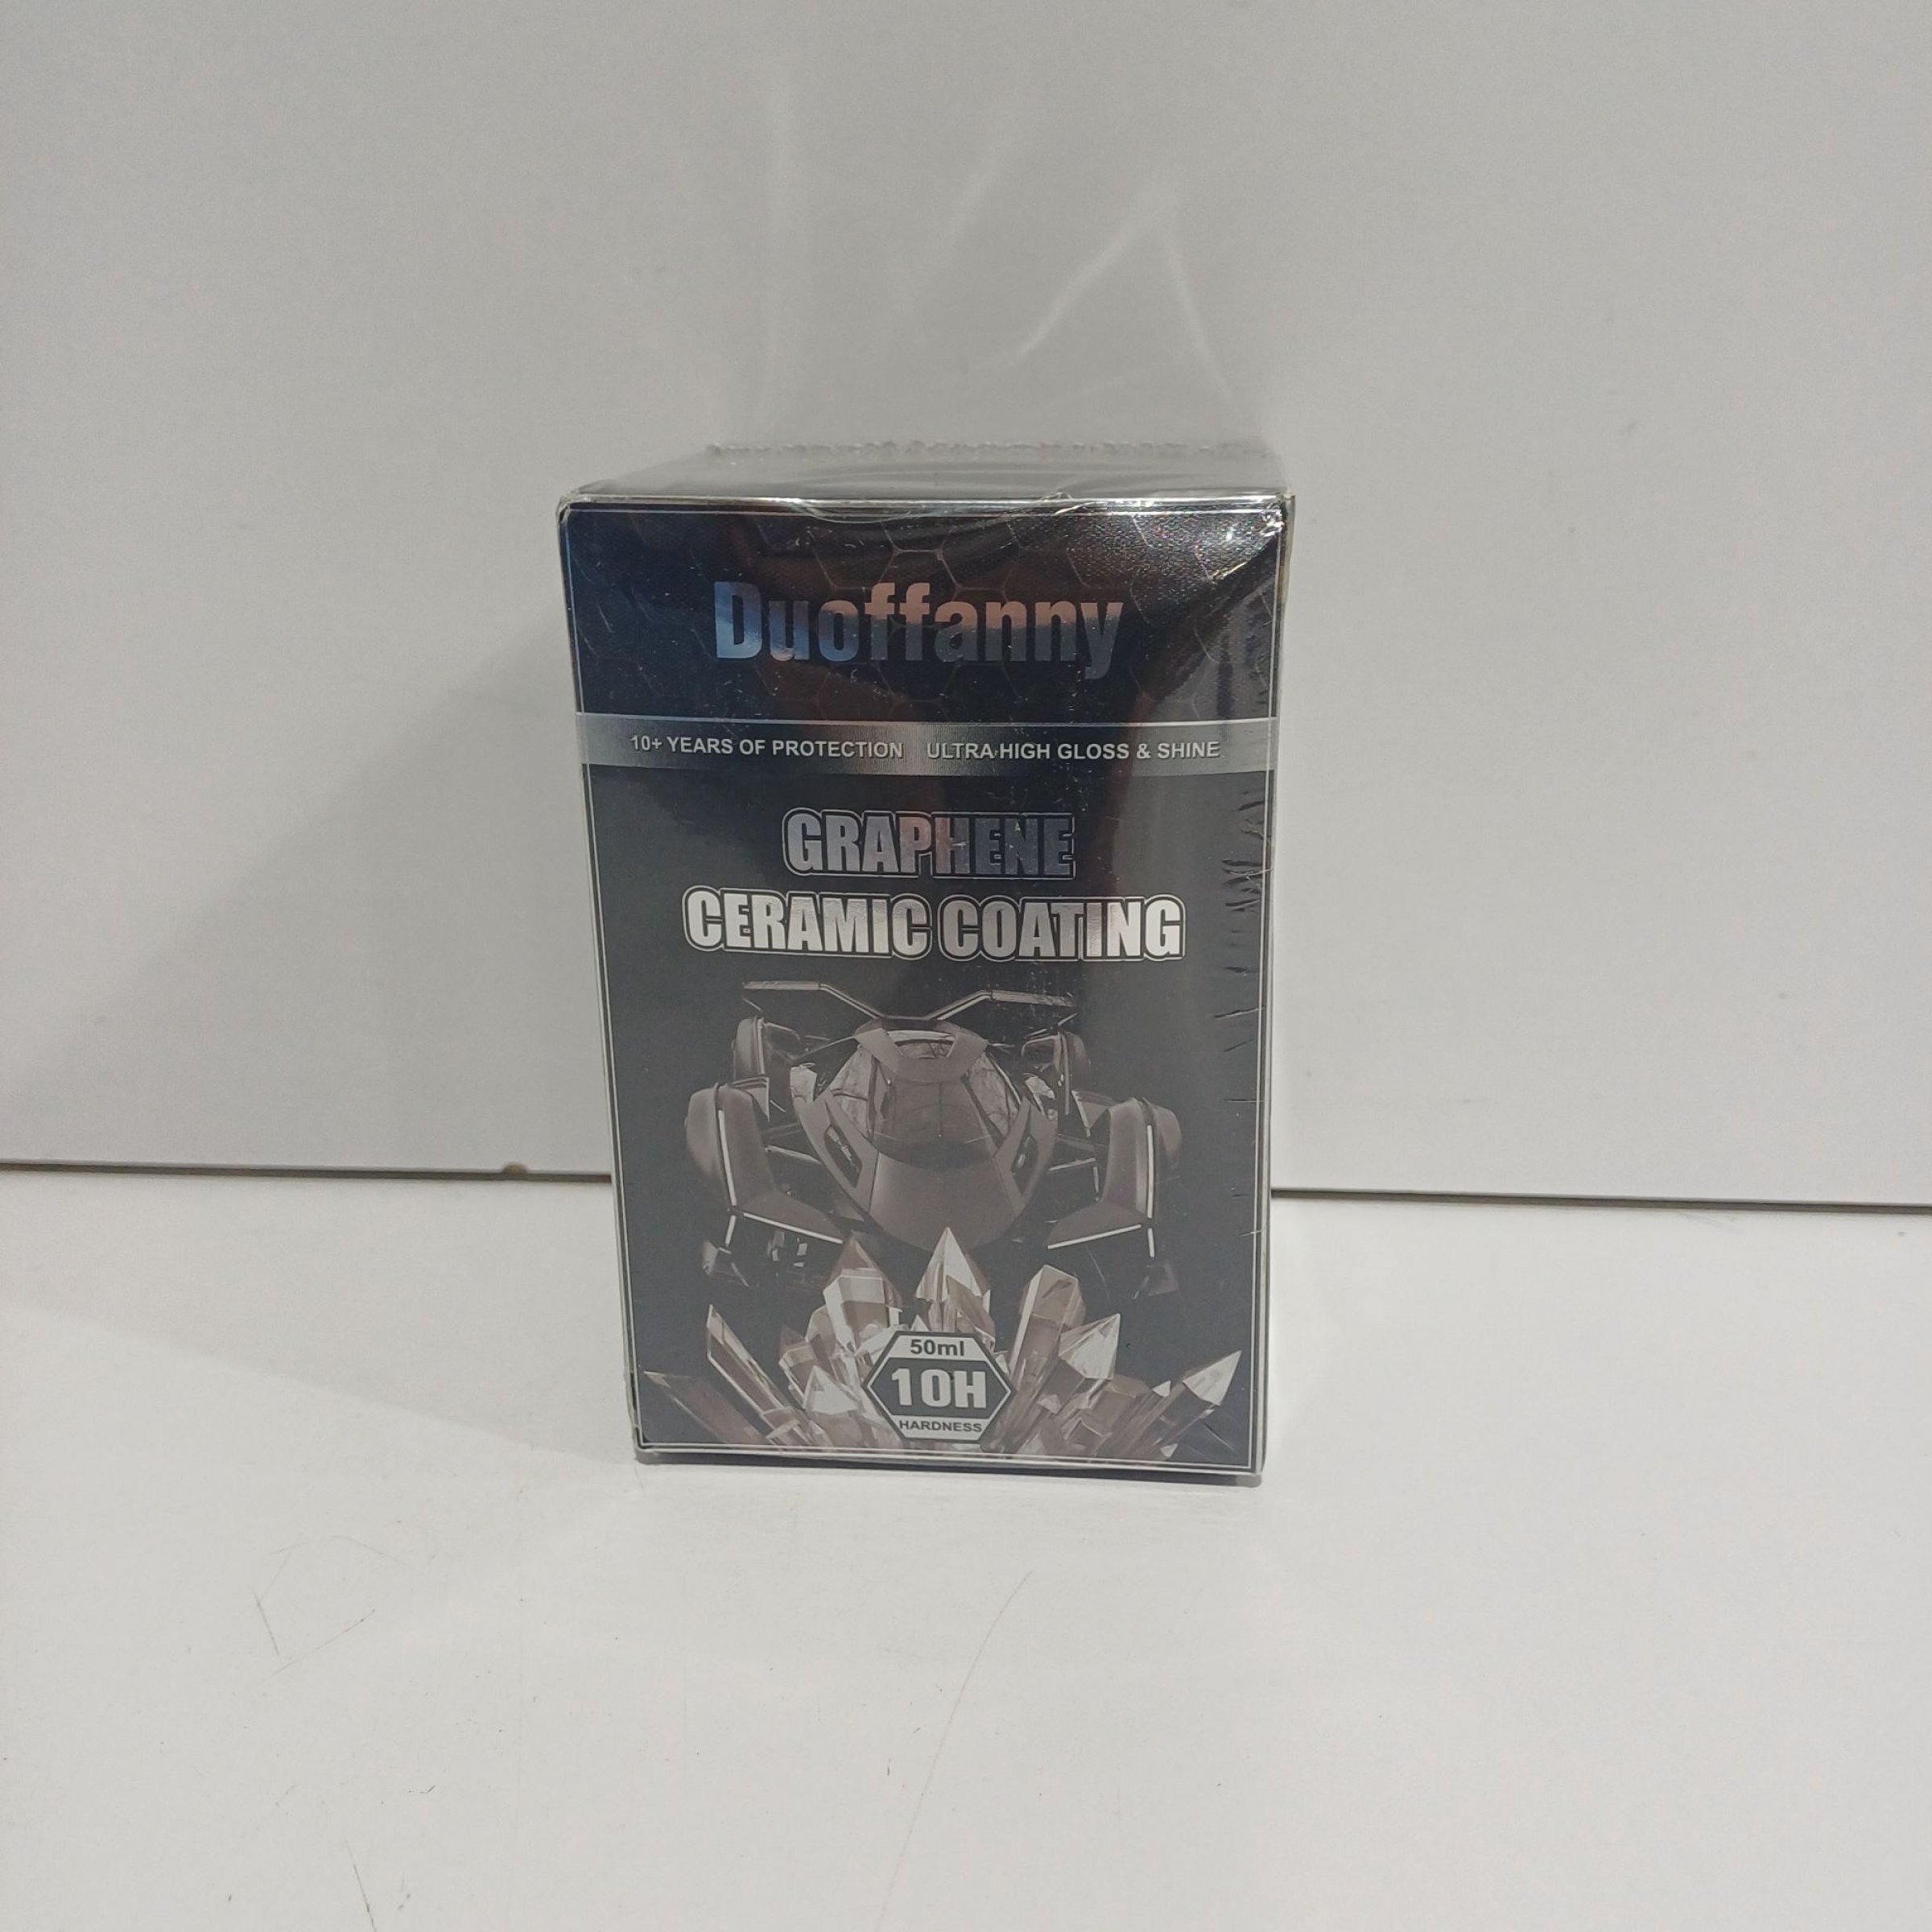 Duoffanny
10+ YEARS OF PROTECTION ULTRA HIGH GLOSS & SHINE
GRAPHENE
CERAMIC COATING
50ml
10H
HARDNESS